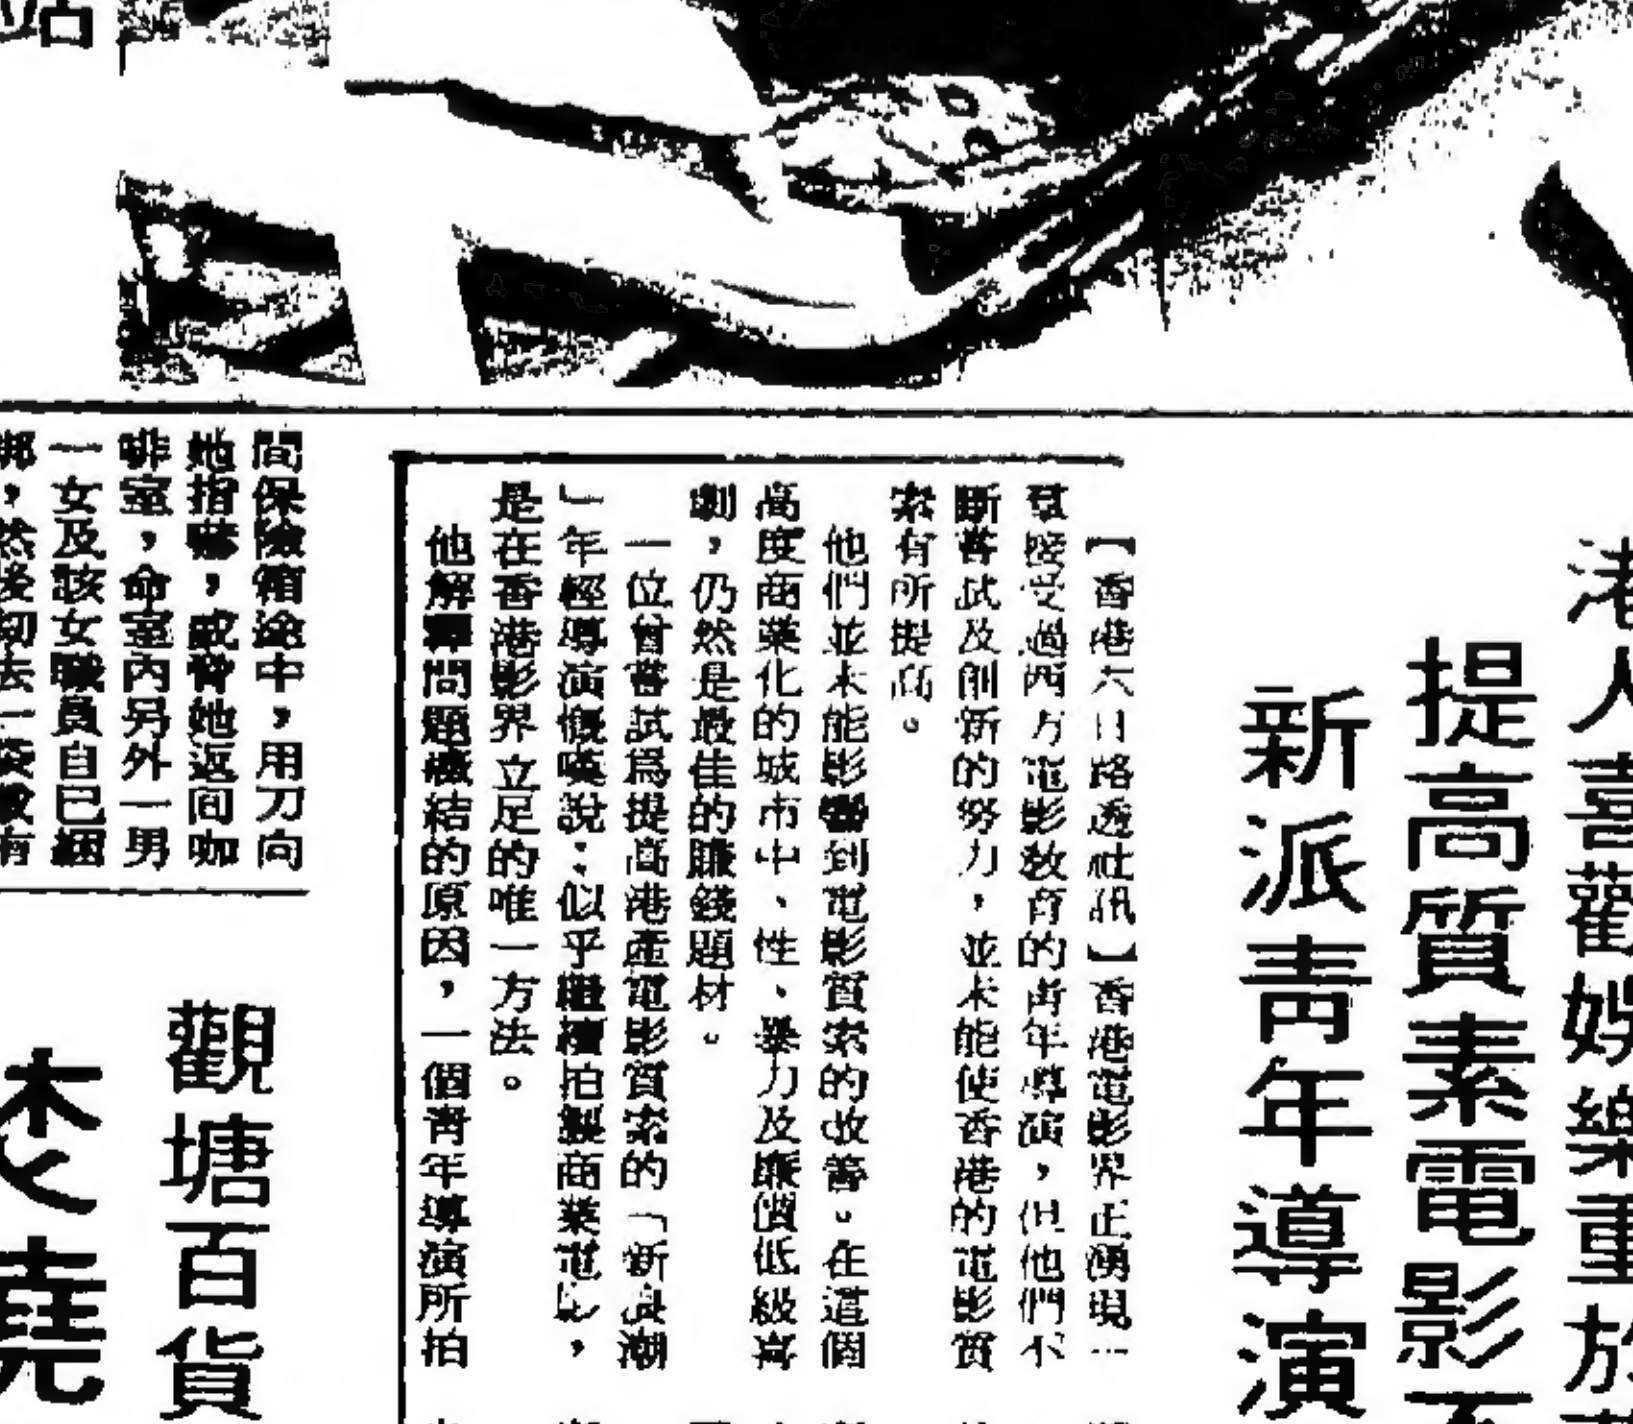 站
港人喜歡娛樂重於
提高質素電影
新派靑年導演
【香港六日路透社訊】香港電影界正湧現一
羣接受過西方電影敎育的靑年導演,但他們不
斷嘗試及創新的努力,並未能使香港的電影質
素有所提高。
他們並未能影響到電影質素的改善。在這個
高度商業化的城市中、性、暴力及廉價低級喜
劇,仍然是最佳的賺錢題材。
一位曾嘗試爲提高港產電影質素的「新浪潮
」年輕導演慨嘆說:似乎繼續拍製商業電影,
是在香港影界立足的唯一方法。
他解釋問題癥結的原因,一個靑年導演所拍
間保險箱途中,用刀向
她指嚇,威脅她返回咖
啡室,命室內另外一男
一女及該女職員自己綑
綁,然後刼去一袋
觀塘百貨